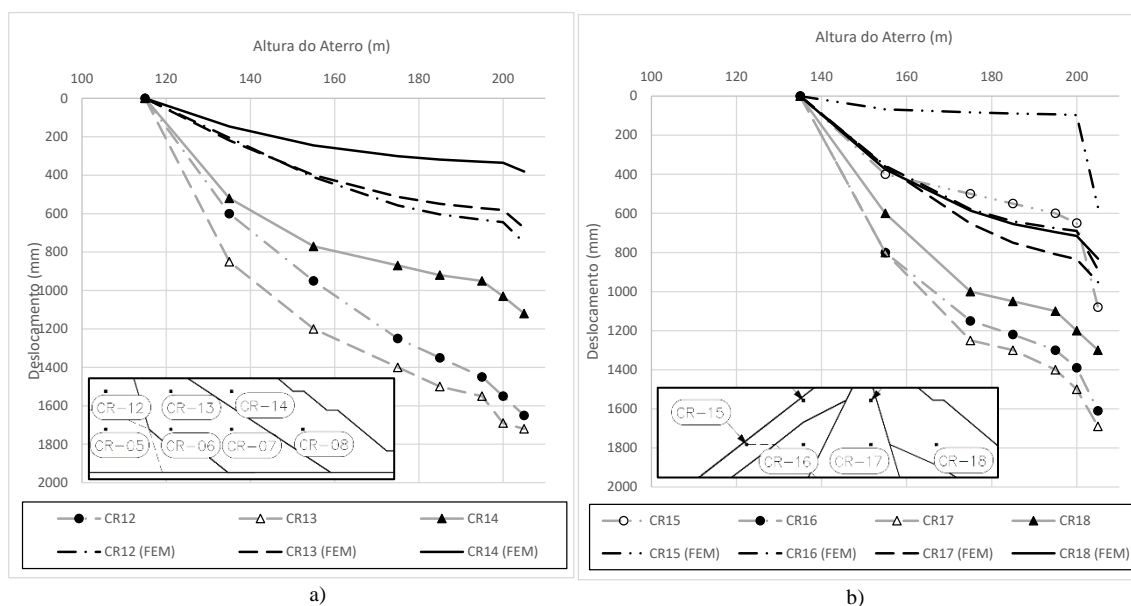 Altura do Aterro (m)
100 120 140 160 180 200
0
200
400
600
800
1000
1200
1400
1600
1800
2000
Deslocamento (mm)
CR-12 CR-13 CR-14
CR-05 CR-06 CR-07 CR-08
CR12 CR13 CR14
CR12 (FEM) CR13 (FEM) CR14 (FEM)
a)
Altura do Aterro (m)
100 120 140 160 180 200
0
200
400
600
800
1000
1200
1400
1600
1800
2000
Deslocamento (mm)
CR-15
CR-16 CR-17 CR-18
CR15 CR16 CR17 CR18
CR15 (FEM) CR16 (FEM) CR17 (FEM) CR18 (FEM)
b)